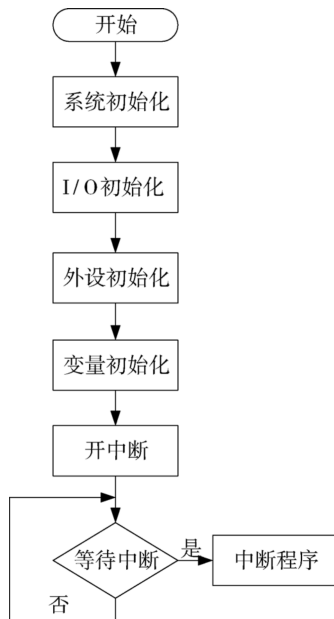 开始
系统初始化
I/O初始化
外设初始化
变量初始化
开中断
等待中断
是
中断程序
否